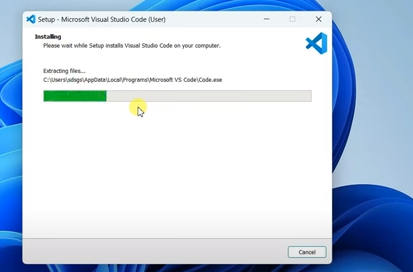 Setup - Microsoft Visual Studio Code (User)
Installing
Please wait while Setup installs Visual Studio Code on your computer.
Extracting files...
C:\Users\sdsgs\AppData\Local\Programs\Microsoft VS Code\Code.exe
Cancel